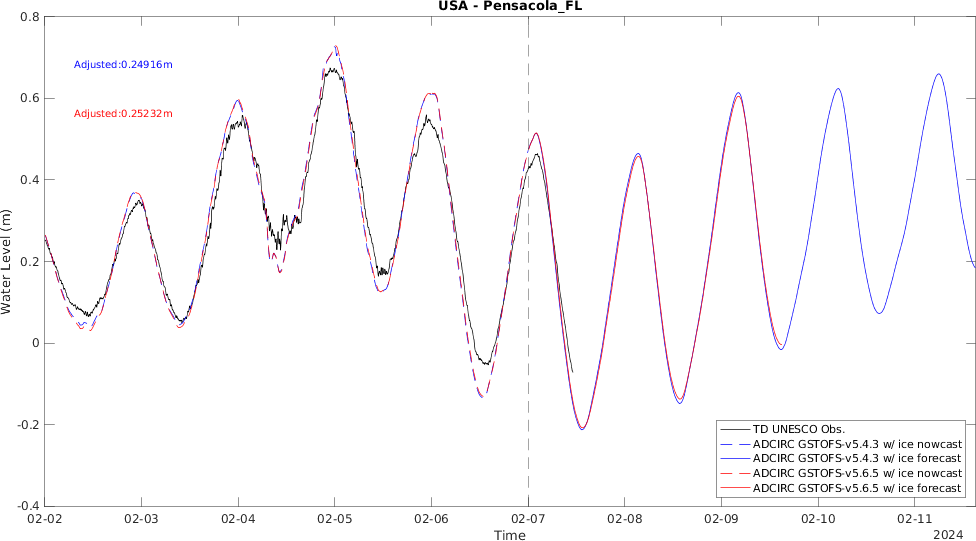 USA - Pensacola_FL
0.8
Adjusted:0.24916m
0.6
Adjusted:0.25232m
0.4
Water Level (m)
0.2
0
-0.2
TD UNESCO Obs.
ADCIRC GSTOFS-v5.4.3 w/ ice nowcast
ADCIRC GSTOFS-v5.4.3 w/ ice forecast
ADCIRC GSTOFS-v5.6.5 w/ ice nowcast
ADCIRC GSTOFS-v5.6.5 w/ ice forecast
-0.4
02-02 02-03 02-04 02-05 02-06 02-07 02-08 02-09 02-10 02-11
Time
2024